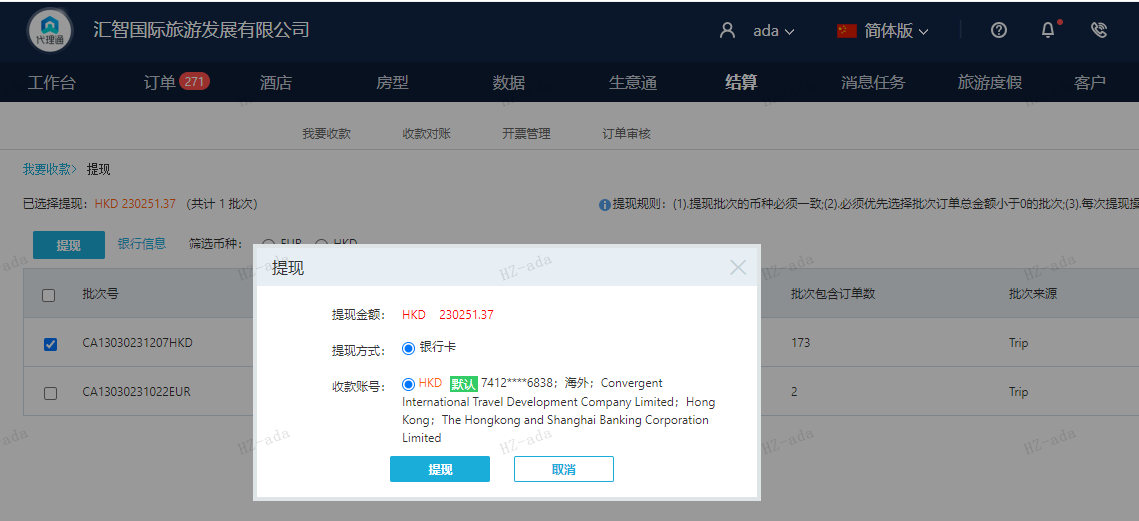 代理通
汇智国际旅游发展有限公司
ada
简体版
工作台
订单 271
酒店
房型
数据
生意通
结算
消息任务
旅游度假
客户
我要收款
收款对账
开票管理
订单审核
我要收款> 提现
已选择提现: HKD 230251.37 (共计 1 批次)
提现规则: (1).提现批次的币种必须一致;(2).必须优先选择批次订单总金额小于0的批次;(3).每次提现
提现
银行信息
筛选币种:
EUR
HKD
批次号
批次包含订单数
批次来源
CA13030231207HKD
173
Trip
CA13030231022EUR
2
Trip
提现
提现金额: HKD 230251.37
提现方式: 银行卡
收款账号: HKD 默认 7412****6838; 海外; Convergent
International Travel Development Company Limited; Hong
Kong; The Hongkong and Shanghai Banking Corporation
Limited
提现
取消
HZ-ada
HZ-ada
HZ-ada
HZ-ada
HZ-ada
HZ-ada